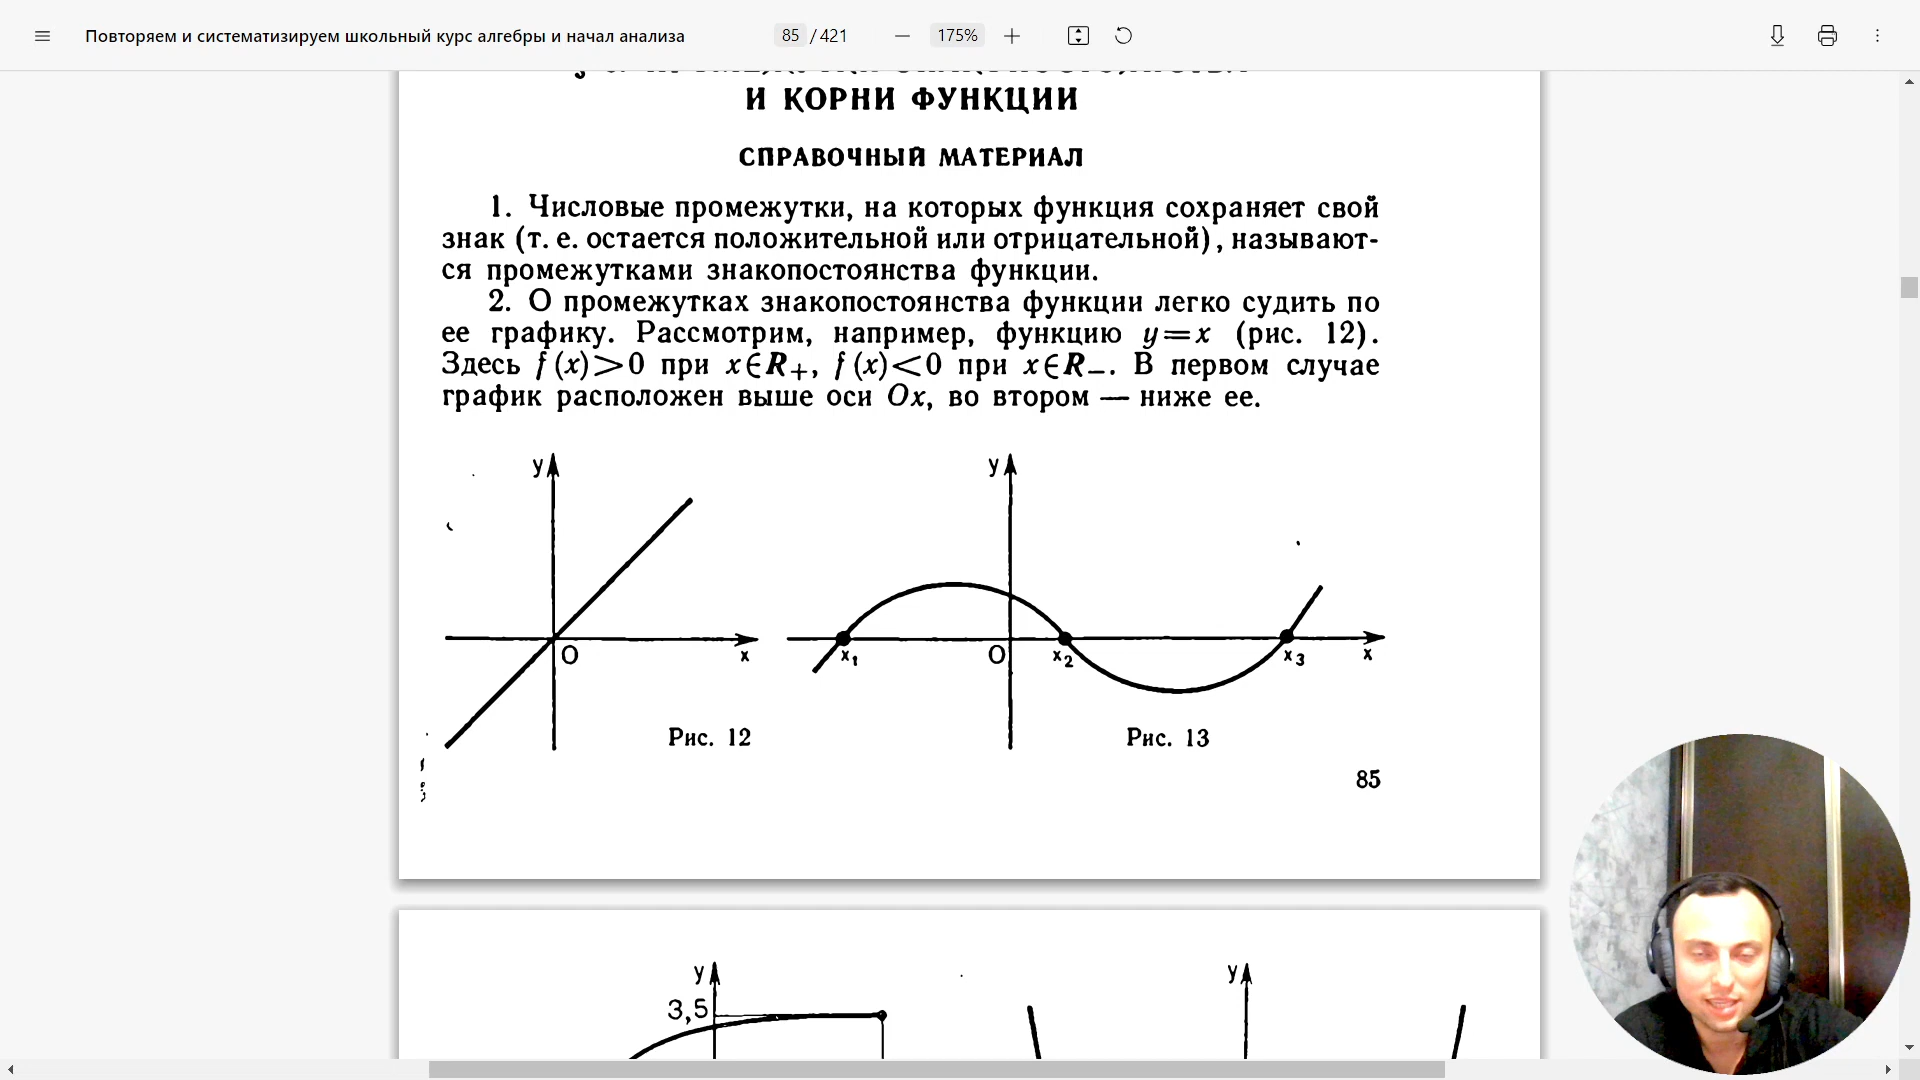 Повторяем и систематизируем школьный курс алгебры и начал анализа
85 / 421
175%
И КОРНИ ФУНКЦИИ
СПРАВОЧНЫЙ МАТЕРИАЛ
1. Числовые промежутки, на которых функция сохраняет свой
знак (т. е. остается положительной или отрицательной), называют-
ся промежутками знакопостоянства функции.
2. О промежутках знакопостоянства функции легко судить по
ее графику. Рассмотрим, например, функцию y=x (рис. 12).
Здесь f(x)>0 при x∈R₊, f(x)<0 при x∈R₋. В первом случае
график расположен выше оси Ox, во втором — ниже ее.
y
O
x
Рис. 12
y
x₁
O
x₂
x₃
x
Рис. 13
85
y
3,5
y